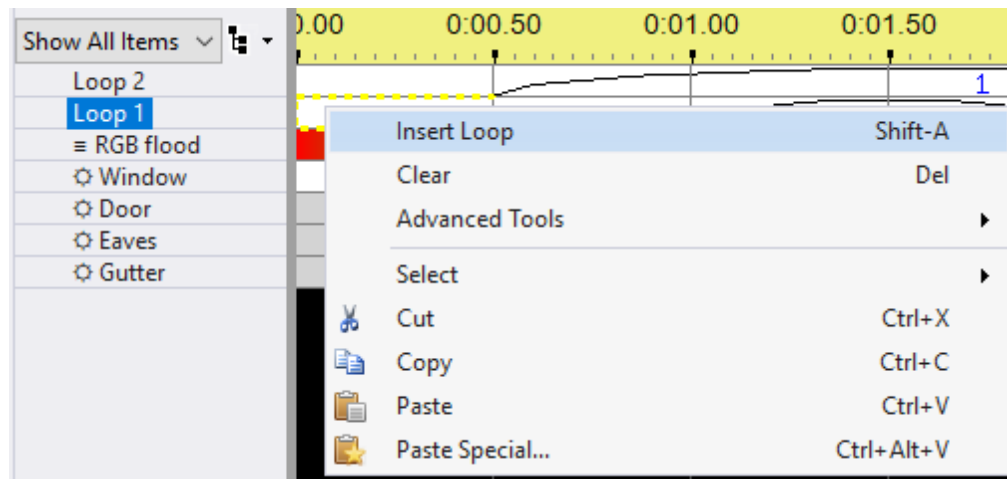 Show All Items
0.00 0:00.50 0:01.00 0:01.50
Loop 2
1
Loop 1
RGB flood
Window
Door
Eaves
Gutter
Insert Loop Shift-A
Clear Del
Advanced Tools
Select
Cut Ctrl+X
Copy Ctrl+C
Paste Ctrl+V
Paste Special... Ctrl+Alt+V